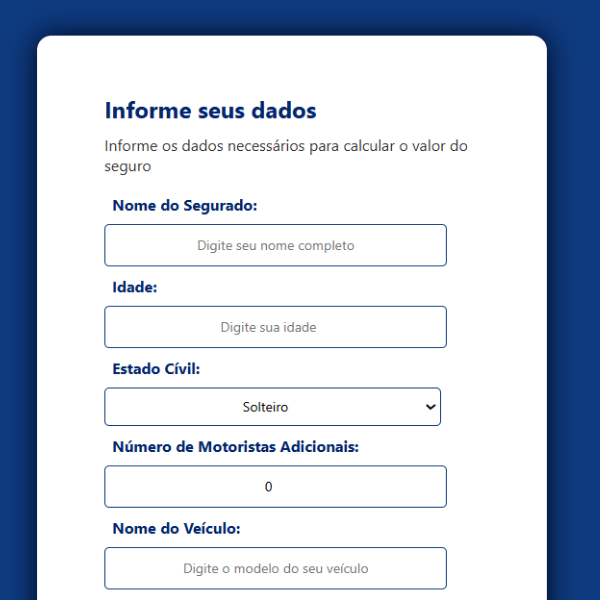 Informe seus dados
Informe os dados necessários para calcular o valor do
seguro
Nome do Segurado:
Digite seu nome completo
Idade:
Digite sua idade
Estado Cívil:
Solteiro
Número de Motoristas Adicionais:
0
Nome do Veículo:
Digite o modelo do seu veículo